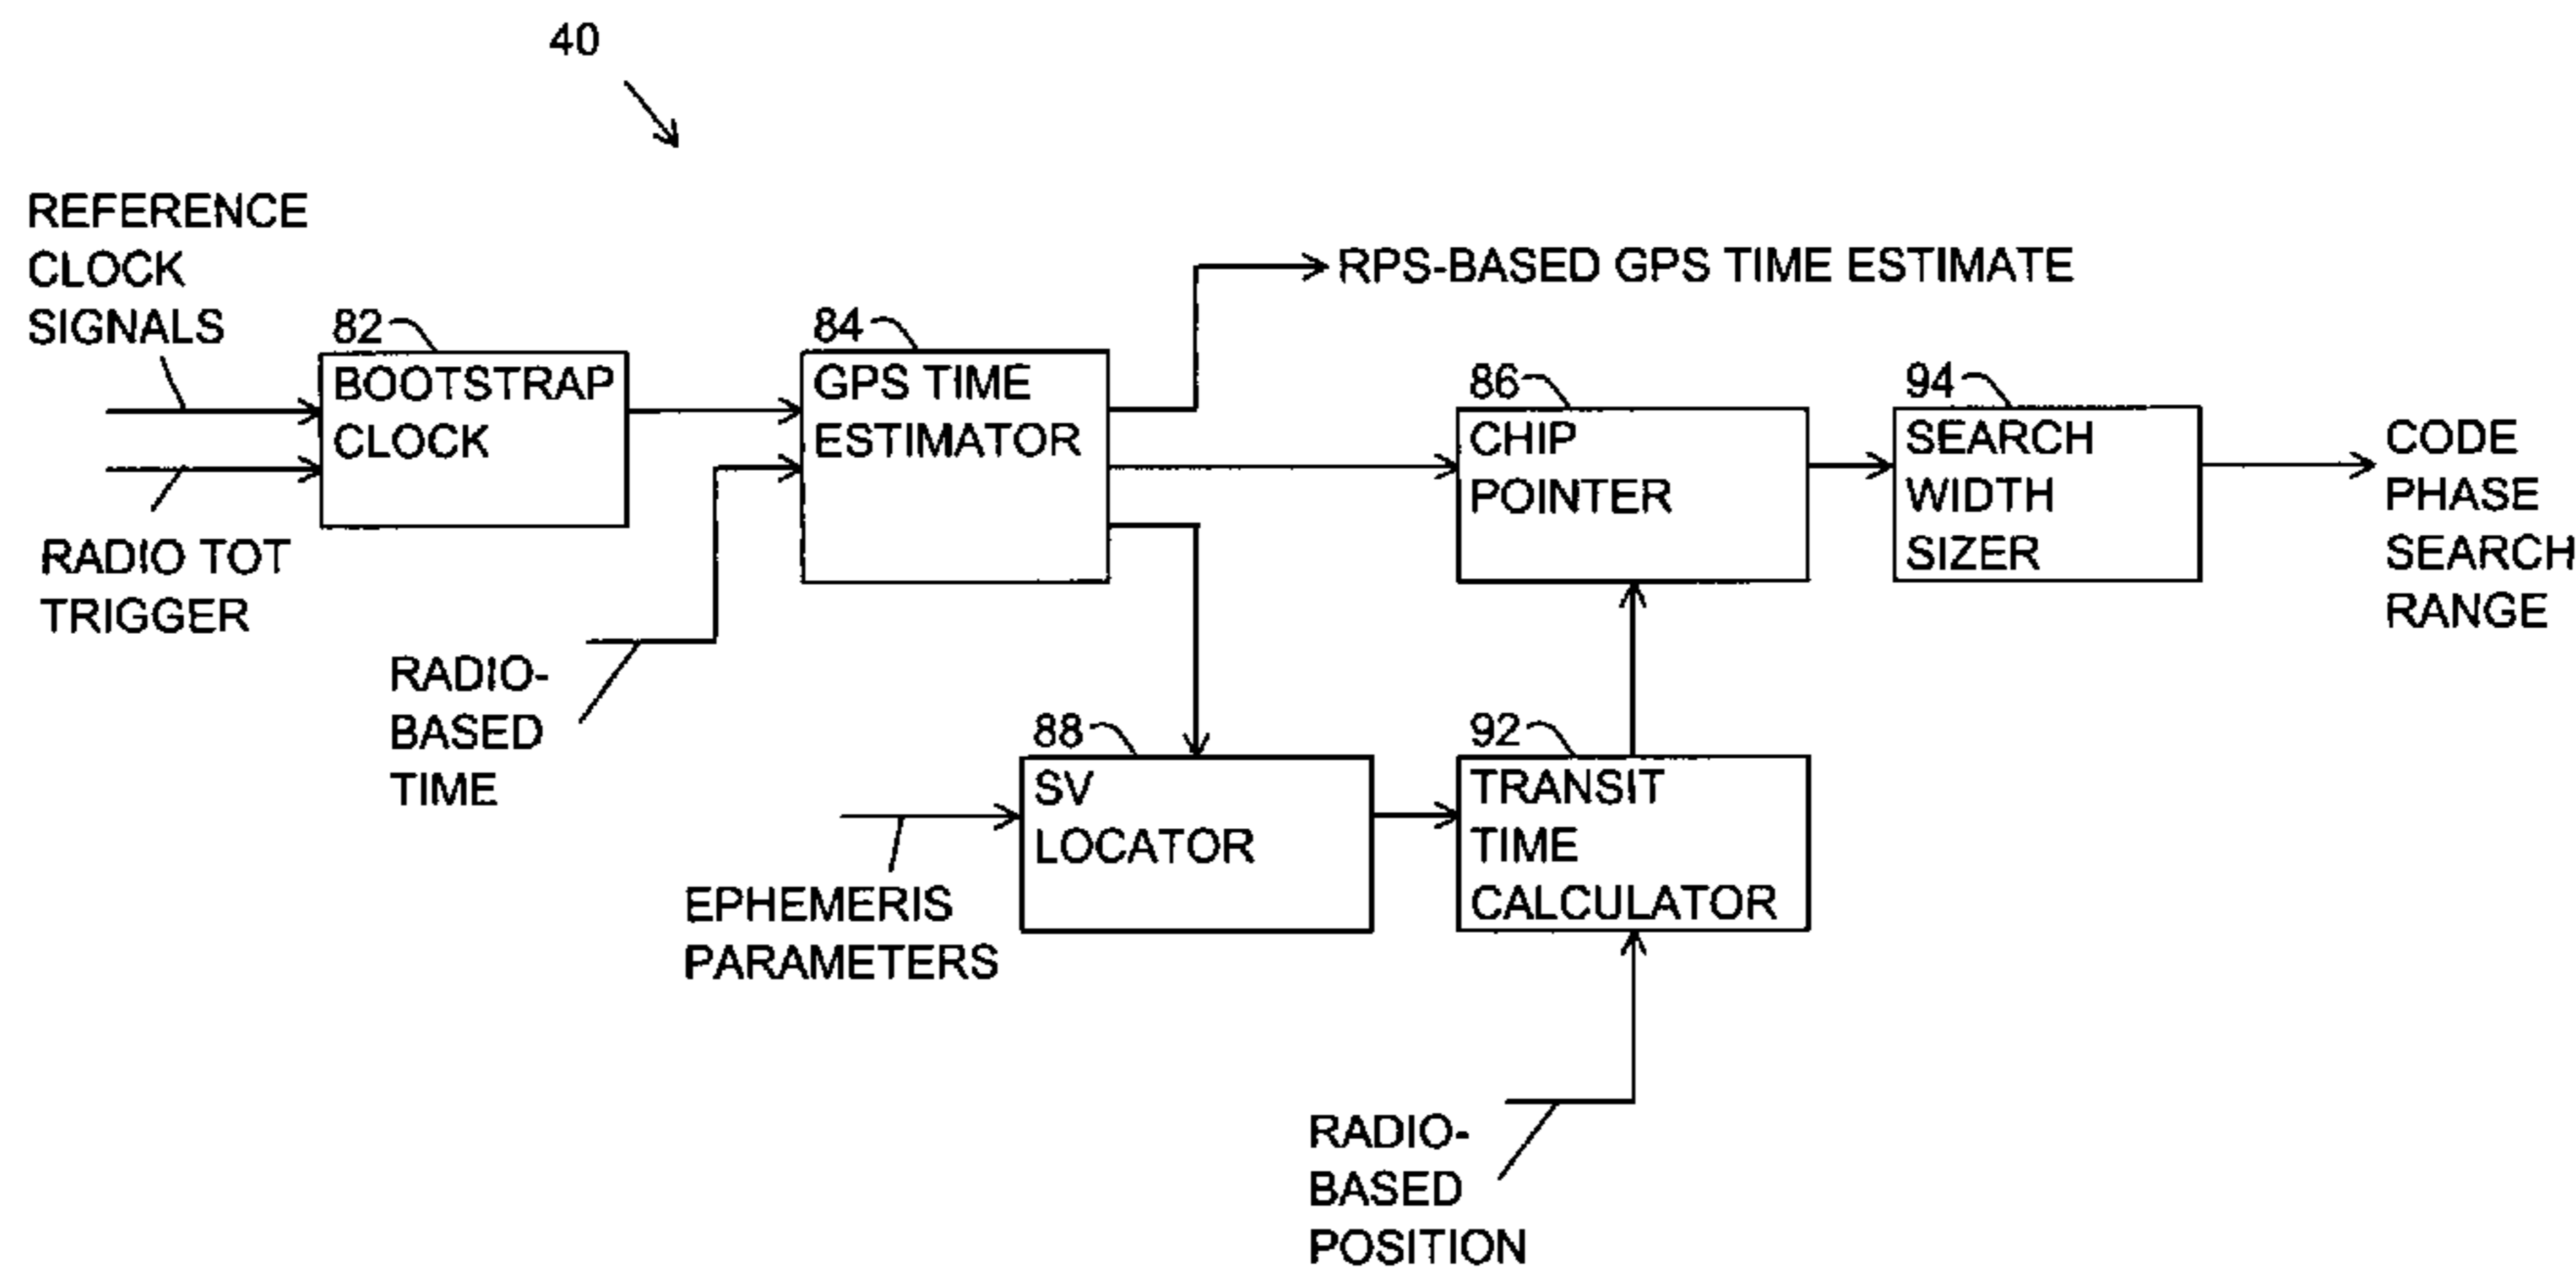 40
REFERENCE
CLOCK
SIGNALS
RADIO TOT
TRIGGER
82
BOOTSTRAP
CLOCK
RADIO-
BASED
TIME
84
GPS TIME
ESTIMATOR
RPS-BASED GPS TIME ESTIMATE
86
CHIP
POINTER
94
SEARCH
WIDTH
SIZER
CODE
PHASE
SEARCH
RANGE
88
SV
LOCATOR
EPHEMERIS
PARAMETERS
92
TRANSIT
TIME
CALCULATOR
RADIO-
BASED
POSITION